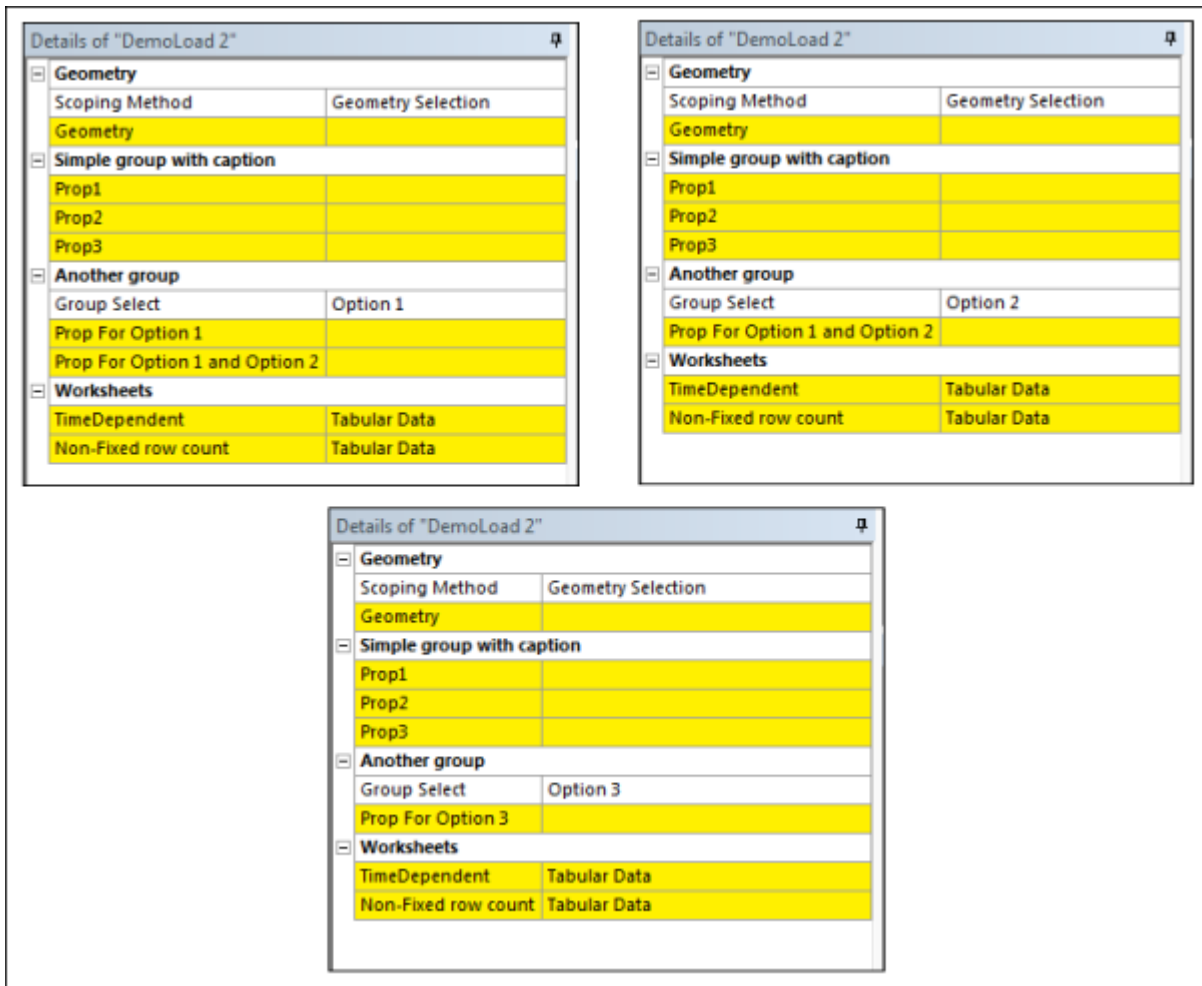 Details of "DemoLoad 2"
Geometry
Scoping Method Geometry Selection
Geometry
Simple group with caption
Prop1
Prop2
Prop3
Another group
Group Select Option 1
Prop For Option 1
Prop For Option 1 and Option 2
Worksheets
TimeDependent Tabular Data
Non-Fixed row count Tabular Data
Details of "DemoLoad 2"
Geometry
Scoping Method Geometry Selection
Geometry
Simple group with caption
Prop1
Prop2
Prop3
Another group
Group Select Option 2
Prop For Option 1 and Option 2
Worksheets
TimeDependent Tabular Data
Non-Fixed row count Tabular Data
Details of "DemoLoad 2"
Geometry
Scoping Method Geometry Selection
Geometry
Simple group with caption
Prop1
Prop2
Prop3
Another group
Group Select Option 3
Prop For Option 3
Worksheets
TimeDependent Tabular Data
Non-Fixed row count Tabular Data